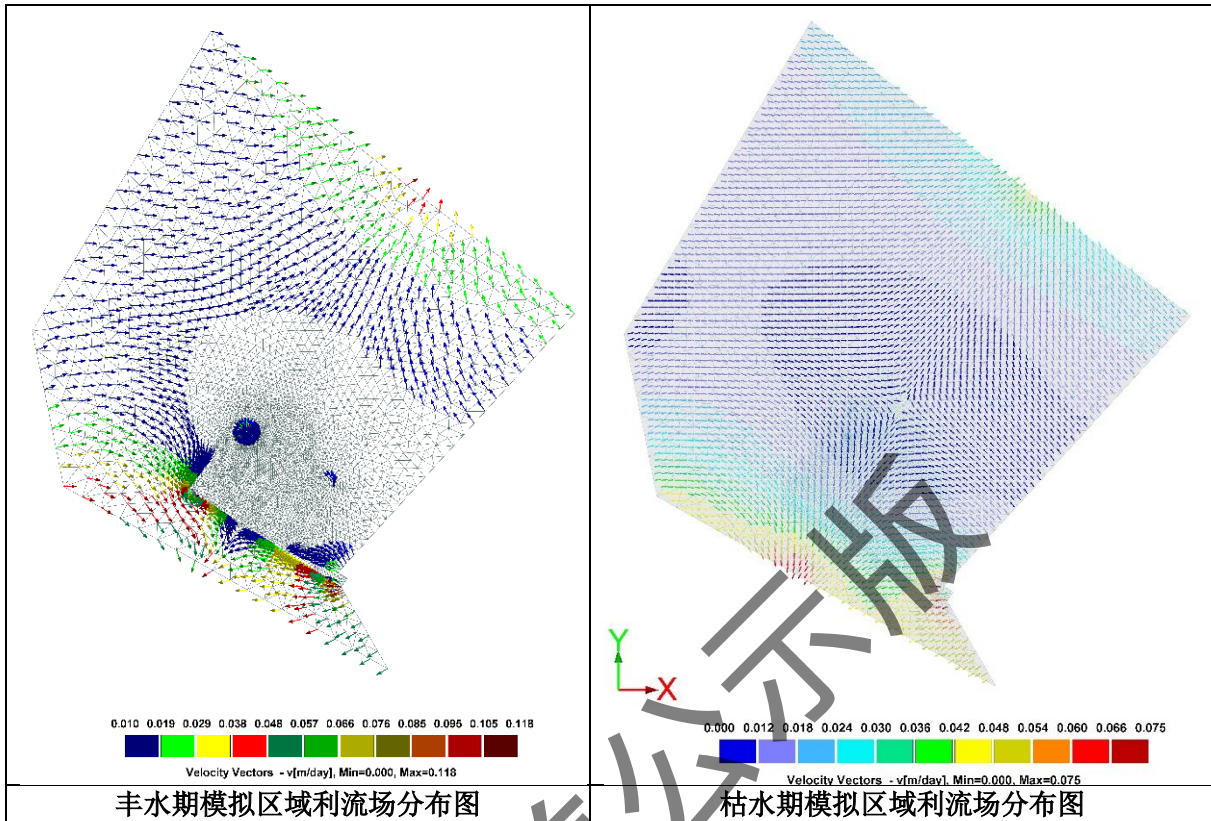 0.010 0.019 0.029 0.038 0.048 0.057 0.066 0.076 0.085 0.095 0.105 0.118
Velocity Vectors - v[m/day], Min=0.000, Max=0.118
丰水期模拟区域利流场分布图
Y
X
0.000 0.012 0.018 0.024 0.030 0.036 0.042 0.048 0.054 0.060 0.066 0.075
Velocity Vectors - v[m/day], Min=0.000, Max=0.075
枯水期模拟区域利流场分布图
公示版